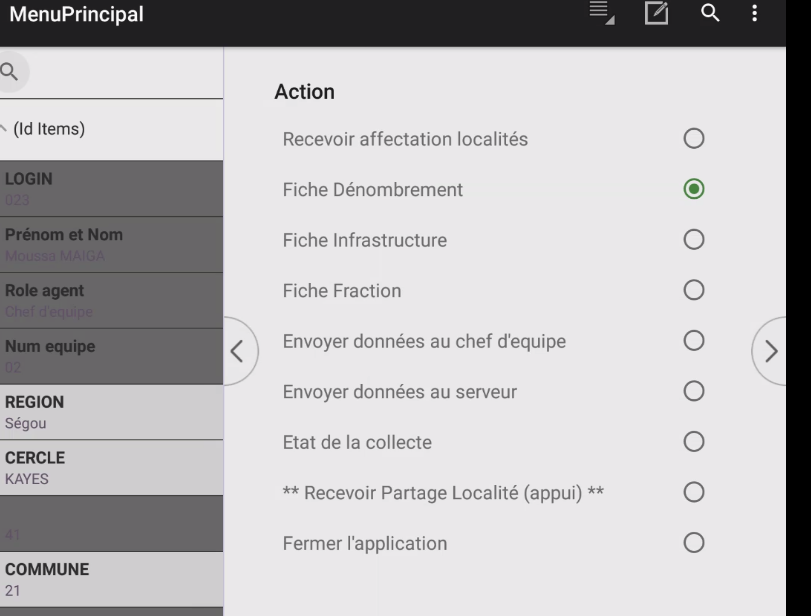 MenuPrincipal
(Id Items)
LOGIN
023
Prénom et Nom
Moussa MAIGA
Role agent
Chef d'equipe
Num equipe
02
REGION
Ségou
CERCLE
KAYES
41
COMMUNE
21
Action
Recevoir affectation localités
Fiche Dénombrement
Fiche Infrastructure
Fiche Fraction
Envoyer données au chef d'equipe
Envoyer données au serveur
Etat de la collecte
** Recevoir Partage Localité (appui) **
Fermer l'application